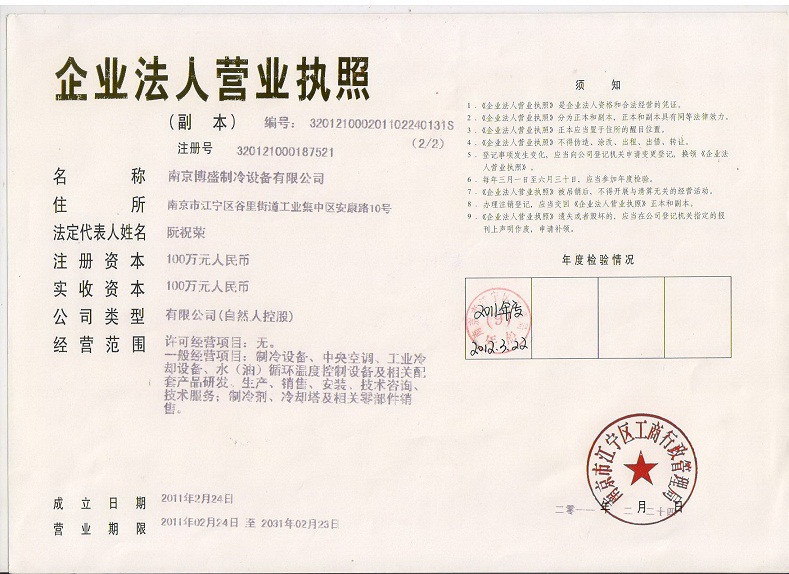 企业法人营业执照
(副 本) 编号: 320121000201102240131S
(2/2)
注册号 320121000187521
名 称 南京博盛制冷设备有限公司
住 所 南京市江宁区谷里街道工业集中区安康路10号
法定代表人姓名 阮祝荣
注 册 资 本 100万元人民币
实 收 资 本 100万元人民币
公 司 类 型 有限公司(自然人控股)
经 营 范 围 许可经营项目: 无。
一般经营项目: 制冷设备、中央空调、工业冷
却设备、水(油)循环温度控制设备及相关配
套产品研发、生产、销售、安装、技术咨询、
技术服务; 制冷剂、冷却塔及相关零部件销
售。
成 立 日 期 2011年2月24日
营 业 期 限 2011年02月24日 至 2031年02月23日
须 知
1.《企业法人营业执照》是企业法人资格和合法经营的凭证。
2.《企业法人营业执照》分为正本和副本, 正本和副本具有同等法律效力。
3.《企业法人营业执照》正本应当置于住所的醒目位置。
4.《企业法人营业执照》不得伪造、涂改、出租、出借、转让。
5.登记事项发生变化, 应当向公司登记机关申请变更登记, 换领《企业法
人营业执照》。
6.每年三月一日至六月三十日, 应当参加年度检验。
7.《企业法人营业执照》被吊销后, 不得开展与清算无关的经营活动。
8.办理注销登记, 应当交回《企业法人营业执照》正本和副本。
9.《企业法人营业执照》遗失或者毁坏的, 应当在公司登记机关指定的报
刊上声明作废, 申请补领。
年 度 检 验 情 况
2011年度
(5)
2012.3.22
南京市江宁区工商行政管理局
二零一一 年 二 月 二十四 日